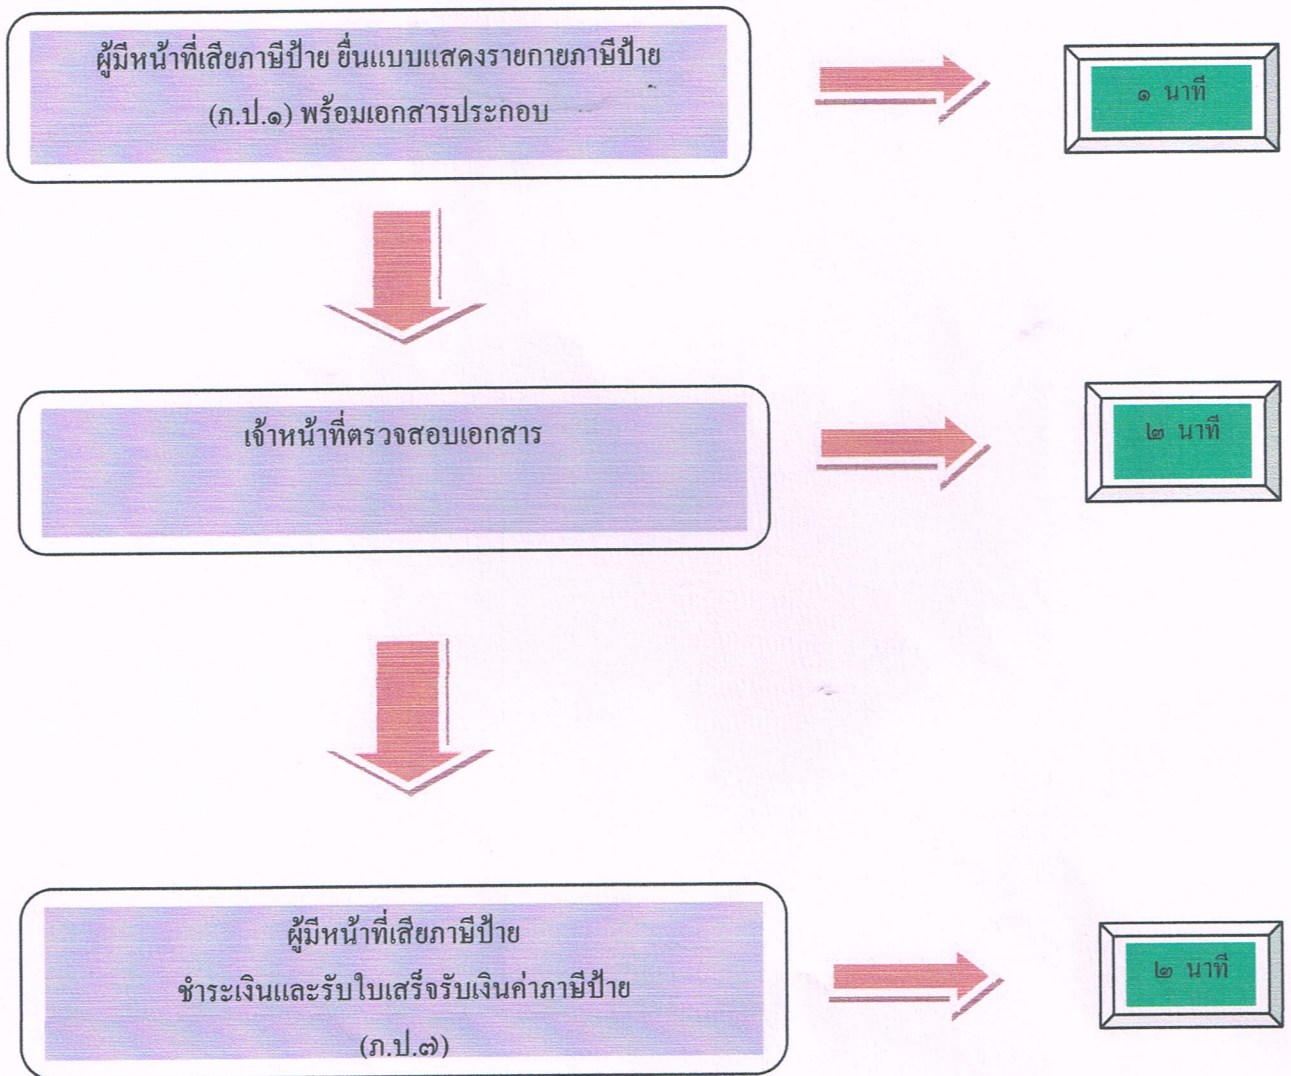 ผู้มีหน้าที่เสียภาษีป้าย ยื่นแบบแสดงรายกายภาษีป้าย
(ภ.ป.๑) พร้อมเอกสารประกอบ
๑ นาที
เจ้าหน้าที่ตรวจสอบเอกสาร
๒ นาที
ผู้มีหน้าที่เสียภาษีป้าย
ชำระเงินและรับใบเสร็จรับเงินค่าภาษีป้าย
(ภ.ป.๗)
๒ นาที